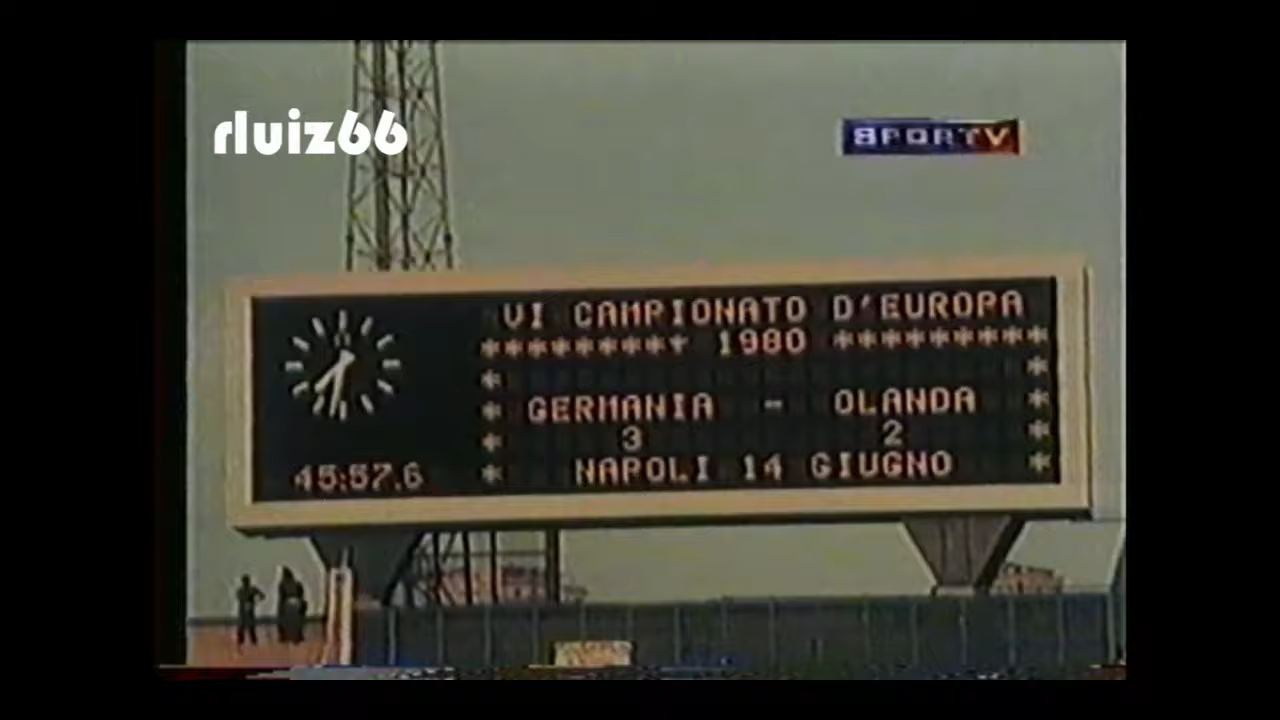 rluiz66
SPORTV
VI CAMPIONATO D'EUROPA
********* 1980 *********
* *
* GERMANIA - OLANDA *
* 3 2 *
45:57.6 * NAPOLI 14 GIUGNO *